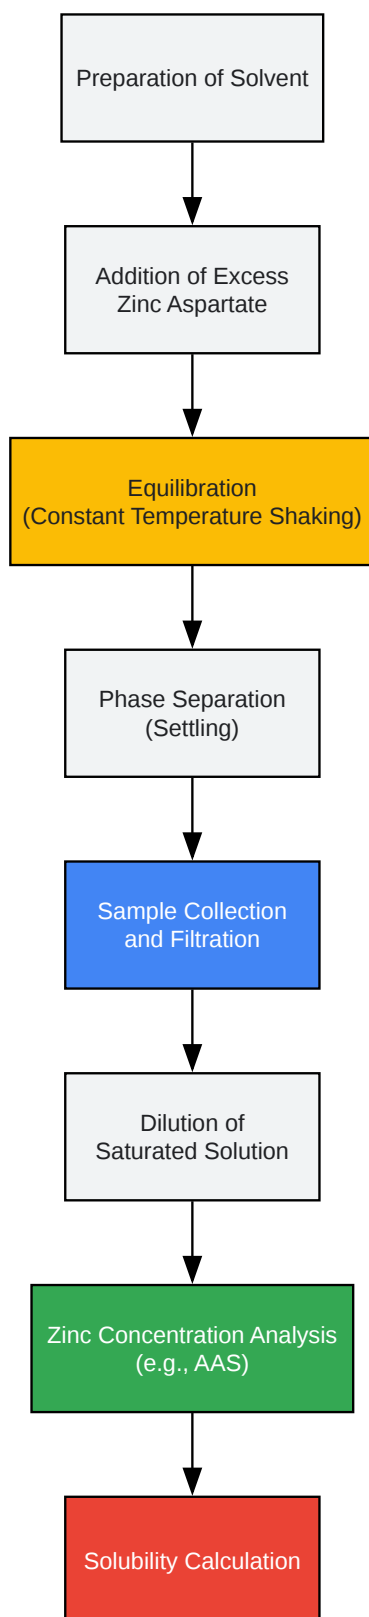 Preparation of Solvent
Addition of Excess
Zinc Aspartate
Equilibration
(Constant Temperature Shaking)
Phase Separation
(Settling)
Sample Collection
and Filtration
Dilution of
Saturated Solution
Zinc Concentration Analysis
(e.g., AAS)
Solubility Calculation